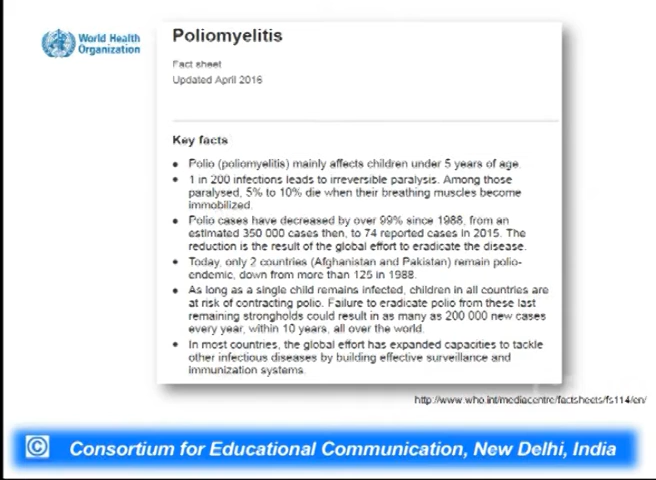 World Health
Organization
Poliomyelitis
Fact sheet
Updated April 2016
Key facts
• Polio (poliomyelitis) mainly affects children under 5 years of age.
• 1 in 200 infections leads to irreversible paralysis. Among those
paralysed, 5% to 10% die when their breathing muscles become
immobilized.
• Polio cases have decreased by over 99% since 1988, from an
estimated 350 000 cases then, to 74 reported cases in 2015. The
reduction is the result of the global effort to eradicate the disease.
• Today, only 2 countries (Afghanistan and Pakistan) remain polio-
endemic, down from more than 125 in 1988.
• As long as a single child remains infected, children in all countries are
at risk of contracting polio. Failure to eradicate polio from these last
remaining strongholds could result in as many as 200 000 new cases
every year, within 10 years, all over the world.
• In most countries, the global effort has expanded capacities to tackle
other infectious diseases by building effective surveillance and
immunization systems.
http://www.who.int/mediacentre/factsheets/fs114/en/
© Consortium for Educational Communication, New Delhi, India